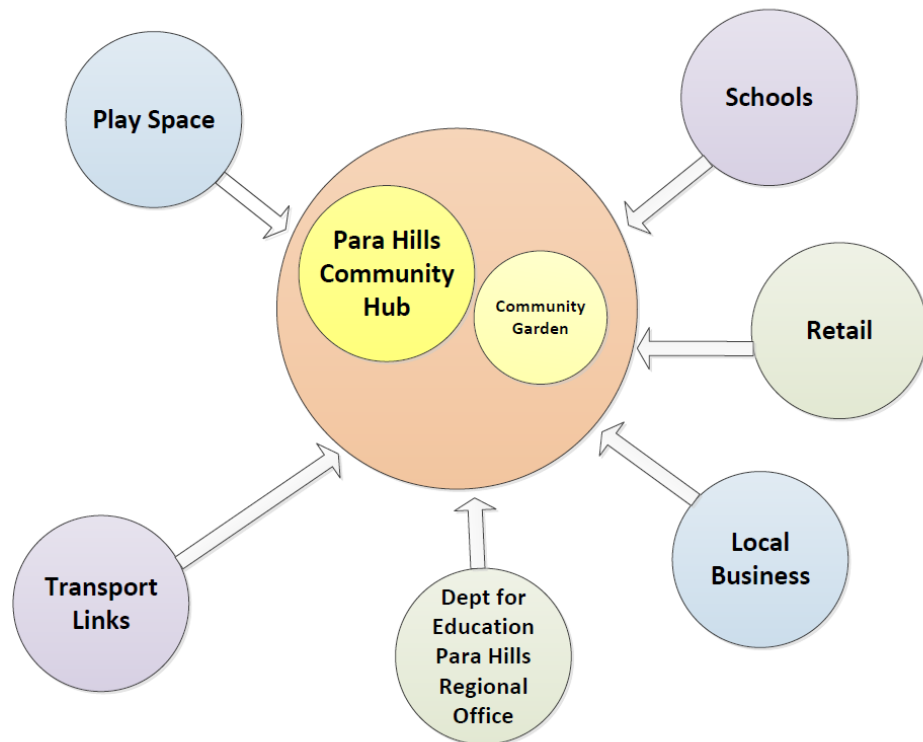 Play Space
Schools
Para Hills
Community
Hub
Community
Garden
Retail
Local
Business
Transport
Links
Dept for
Education
Para Hills
Regional
Office